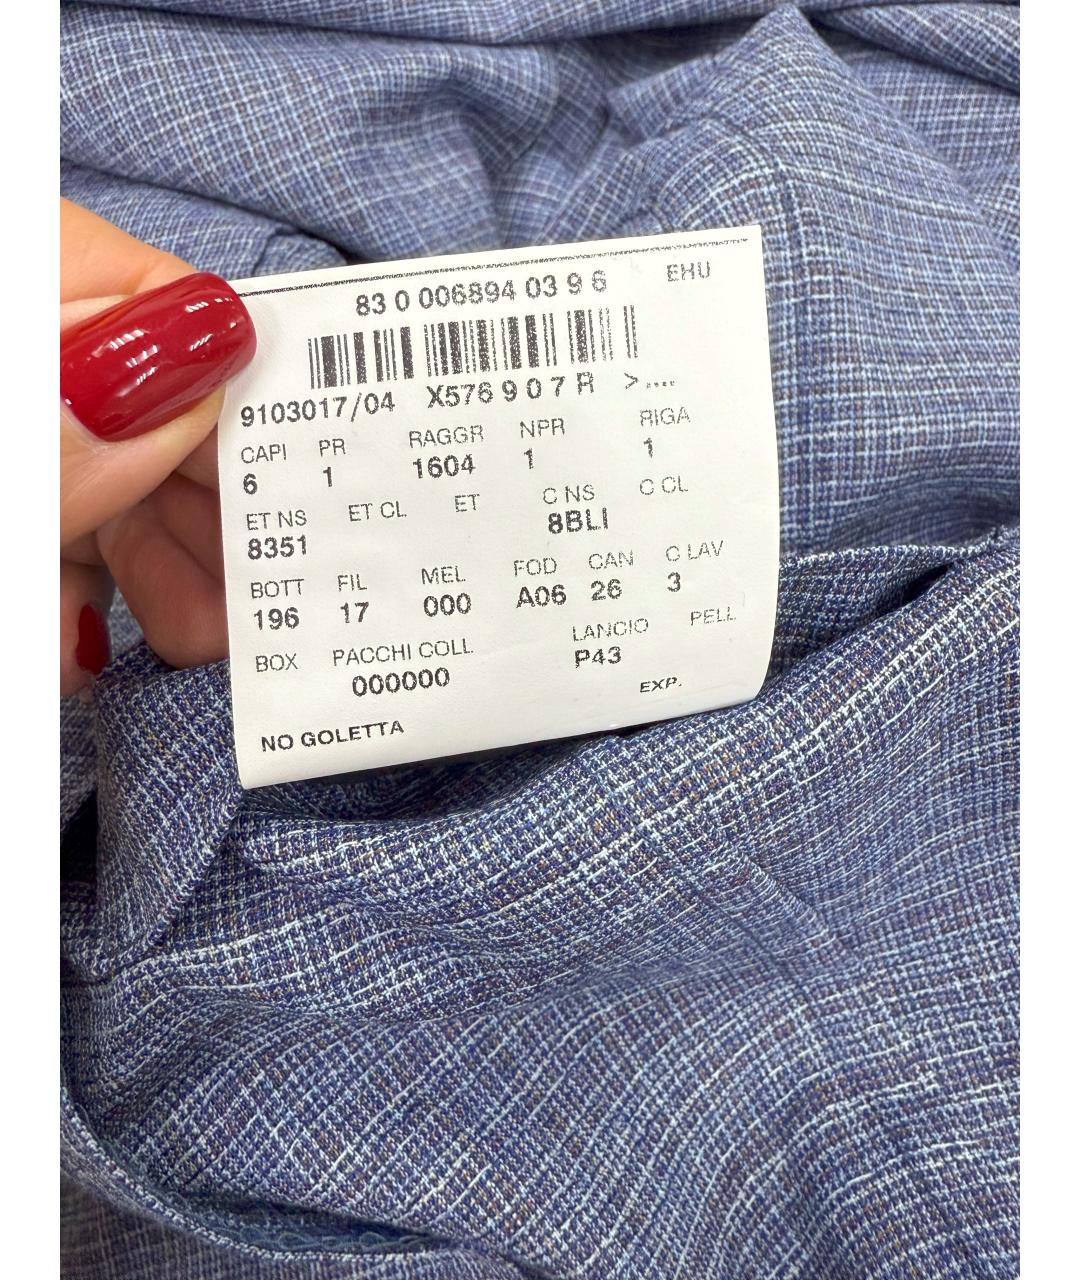 83 0 006894 03 9 6 EHU
9103017/04 X576 9 0 7 R >....
CAPI PR RAGGR NPR RIGA
6 1 1604 1 1
ET NS ET CL ET C NS C CL
8351 8BLI
BOTT FIL MEL FOD CAN C LAV
196 17 000 A06 26 3
BOX PACCHI COLL. LANCIO PELL
000000 P43
EXP.
NO GOLETTA